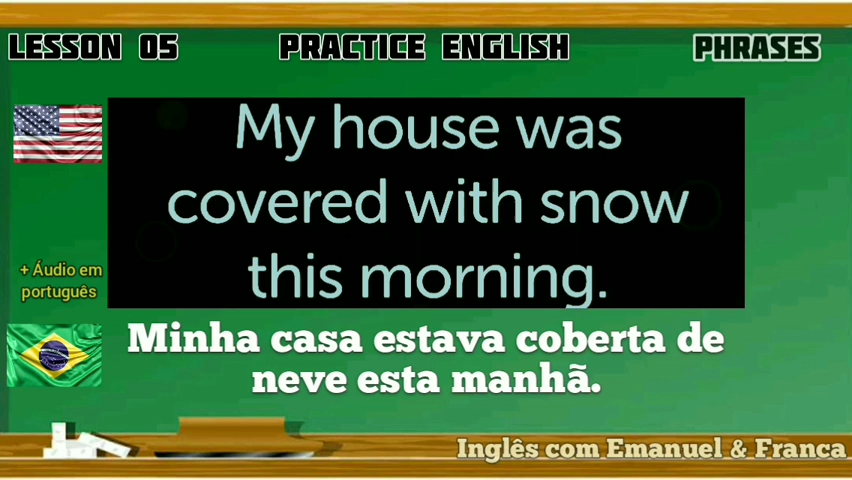 LESSON 05 PRACTICE ENGLISH PHRASES
My house was
covered with snow
this morning.
+ Áudio em
português
Minha casa estava coberta de
neve esta manhã.
Inglês com Emanuel & Franca